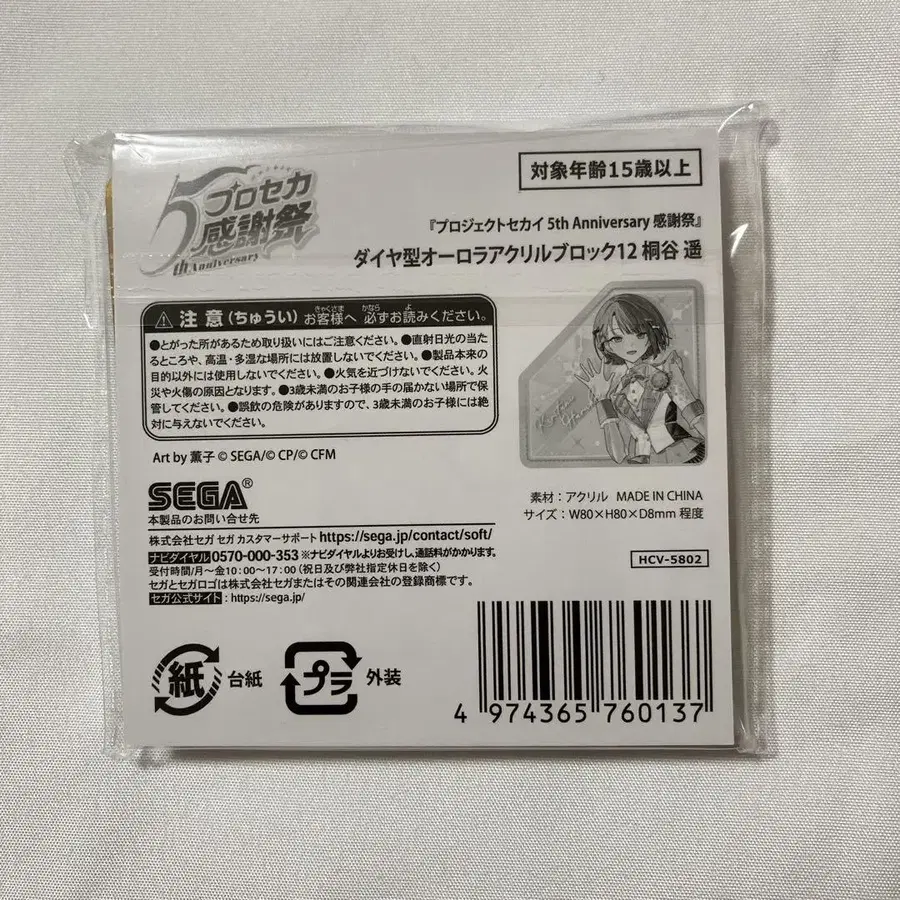 5
プロセカ
感謝祭
th Anniversary
対象年齢15歳以上
『プロジェクトセカイ 5th Anniversary 感謝祭』
ダイヤ型オーロラアクリルブロック12 桐谷 遥
⚠ 注 意 (ちゅうい) お客様へ 必ずお読みください。
きゃくさま かなら よ
●とがった所があるため取り扱いにはご注意ください。●直射日光の当
たるところや、高温・多湿な場所には放置しないでください。●製品本来の
目的以外には使用しないでください。●火気を近づけないでください。火
災や火傷の原因となります。●3歳未満のお子様の手の届かない場所で保
管してください。●誤飲の危険がありますので、3歳未満のお子様には絶
対に与えないでください。
Art by 薫子 © SEGA/© CP/© CFM
SEGA®
本製品のお問い合せ先
株式会社セガ セガ カスタマーサポート https://sega.jp/contact/soft/
ナビダイヤル 0570-000-353 ※ナビダイヤルよりお受けし、通話料がかかります。
受付時間/月〜金10:00〜17:00 (祝日及び弊社指定休日を除く)
セガとセガロゴは株式会社セガまたはその関連会社の登録商標です。
セガ公式サイト : https://sega.jp/
素材：アクリル MADE IN CHINA
サイズ：W80×H80×D8mm 程度
HCV-5802
紙 台紙
プラ 外装
4 974365 760137